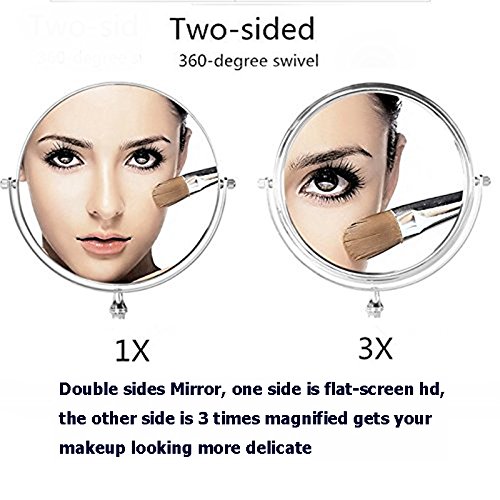 Two-sided
360-degree swivel
1X
3X
Double sides Mirror, one side is flat-screen hd,
the other side is 3 times magnified gets your
makeup looking more delicate